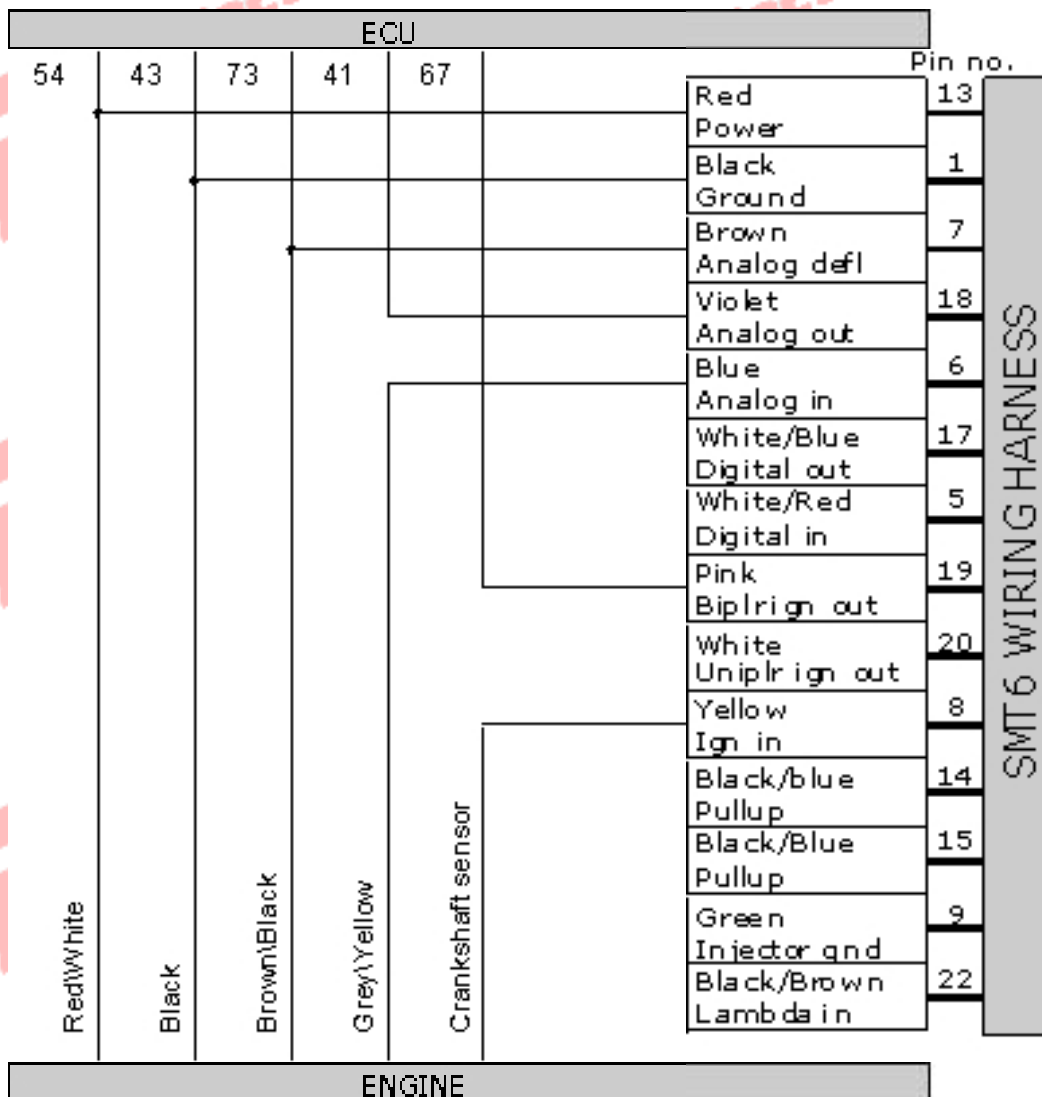 ECU
54 43 73 41 67
Pin no.
Red 13
Power
Black 1
Ground
Brown 7
Analog defl
Violet 18
Analog out
Blue 6
Analog in
White/Blue 17
Digital out
White/Red 5
Digital in
Pink 19
Biplrign out
White 20
Uniplr ign out
Yellow 8
Ign in
Black/blue 14
Pullup
Black/Blue 15
Pullup
Green 9
Injector gnd
Black/Brown 22
Lambda in
SMT6 WIRING HARNESS
Red\White
Black
Brown\Black
Grey\Yellow
Crankshaft sensor
ENGINE